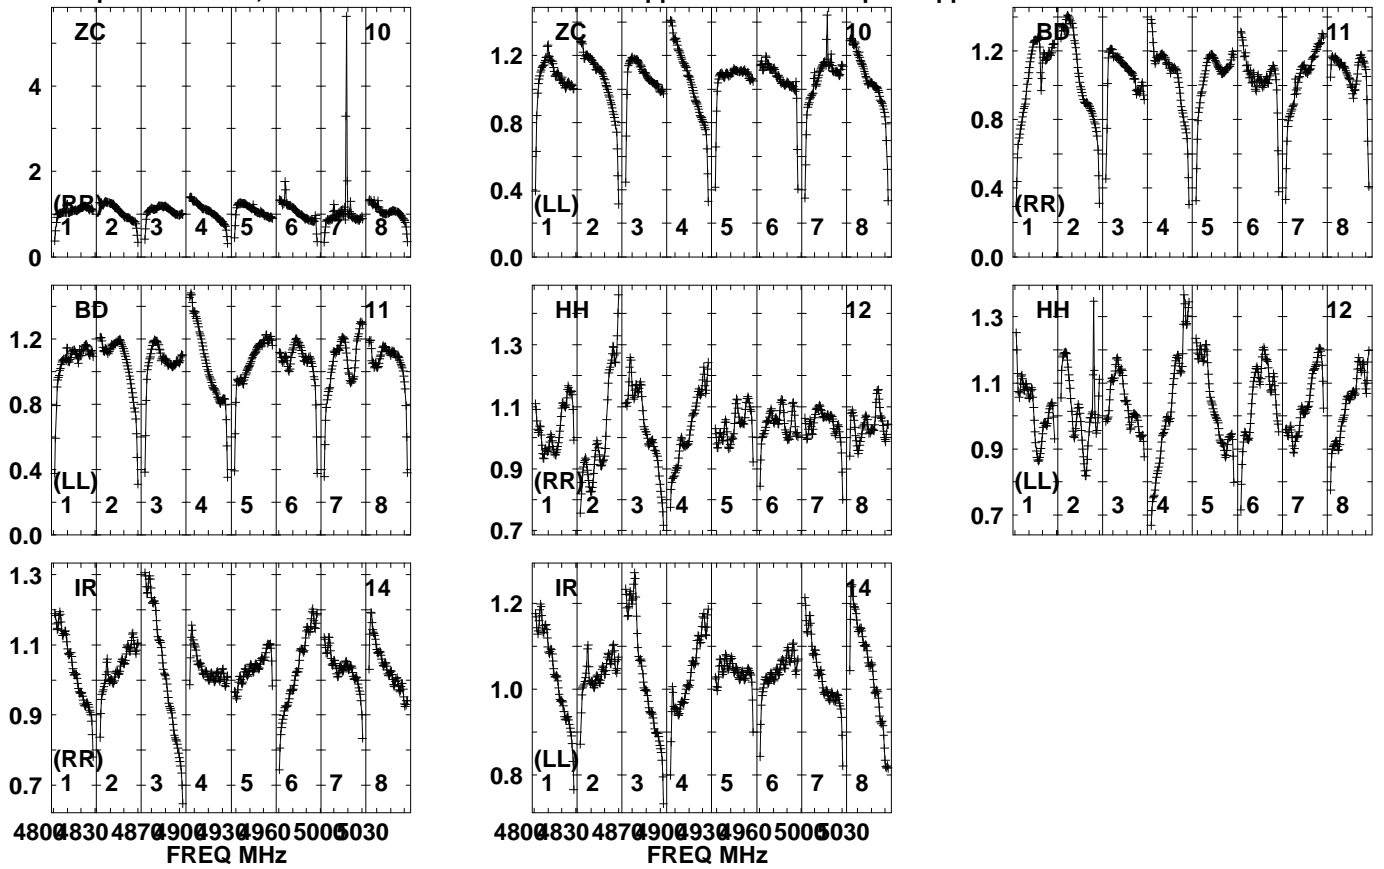 ZC 10
4
2
0
(RR)
1 2 3 4 5 6 7 8
ZC 10
1.2
0.8
0.4
0.0
(LL)
1 2 3 4 5 6 7 8
BD 11
1.2
0.8
0.4
0.0
(RR)
1 2 3 4 5 6 7 8
BD 11
1.2
0.8
0.4
0.0
(LL)
1 2 3 4 5 6 7 8
HH 12
1.3
1.1
0.9
0.7
(RR)
1 2 3 4 5 6 7 8
HH 12
1.3
1.1
0.9
0.7
(LL)
1 2 3 4 5 6 7 8
IR 14
1.3
1.1
0.9
0.7
(RR)
1 2 3 4 5 6 7 8
4800 4830 4870 4900 4930 4960 5000 5030
FREQ MHz
IR 14
1.2
1.0
0.8
(LL)
1 2 3 4 5 6 7 8
4800 4830 4870 4900 4930 4960 5000 5030
FREQ MHz